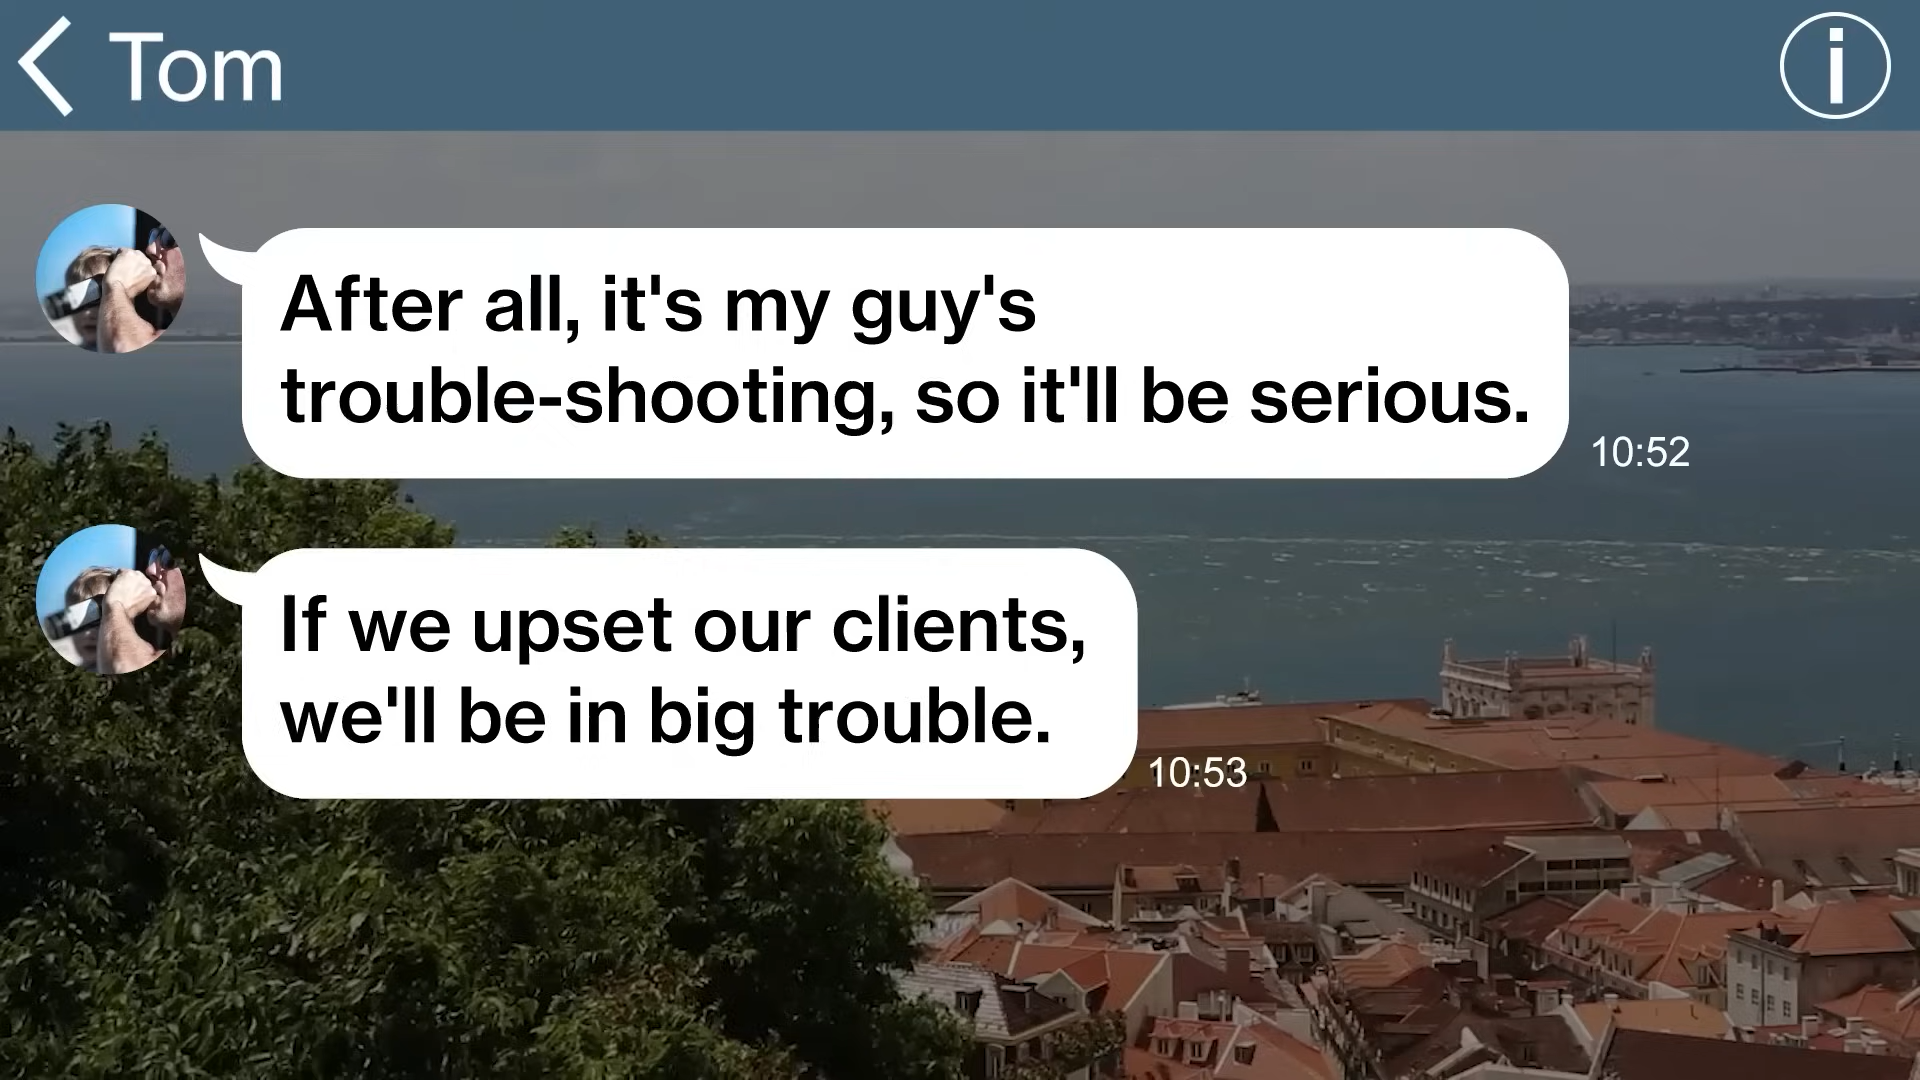 Tom
After all, it's my guy's
trouble-shooting, so it'll be serious.
10:52
If we upset our clients,
we'll be in big trouble.
10:53